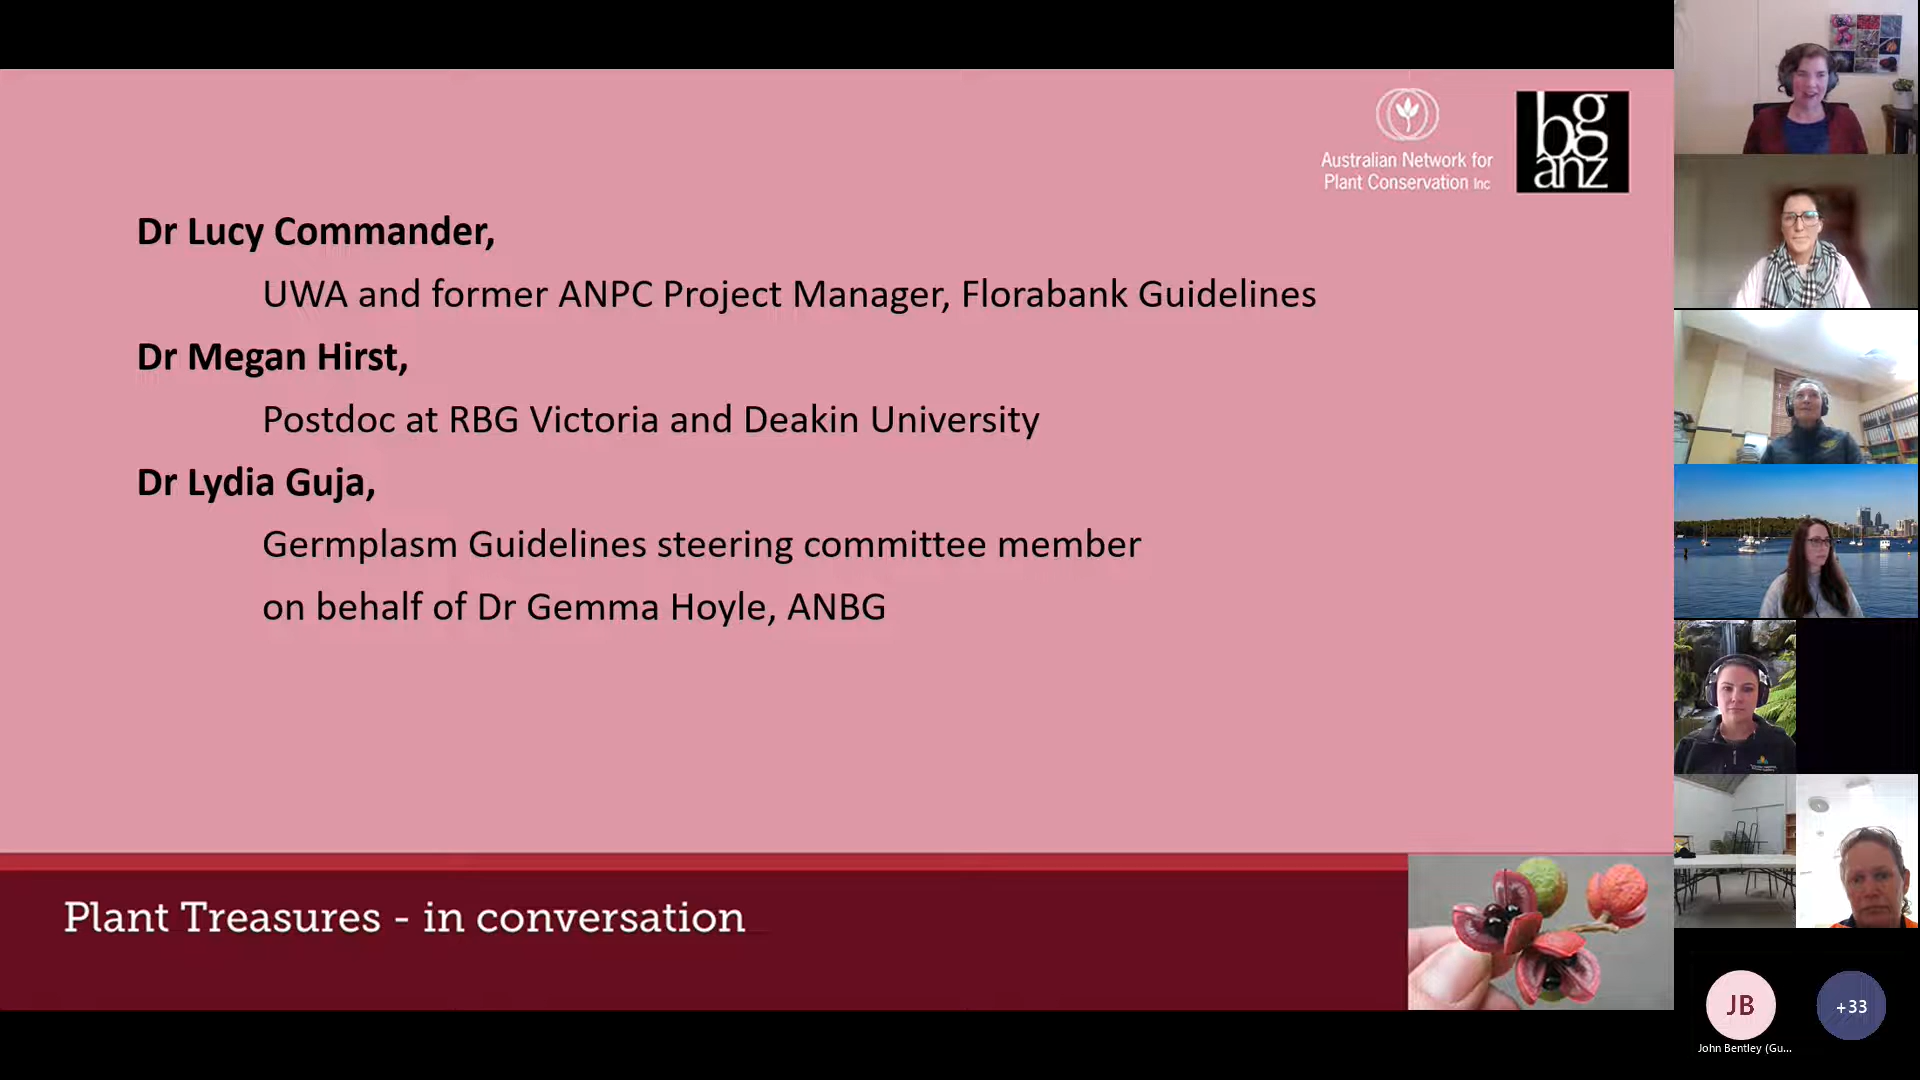 Australian Network for
Plant Conservation Inc
bg
g
anz
Dr Lucy Commander,
UWA and former ANPC Project Manager, Florabank Guidelines
Dr Megan Hirst,
Postdoc at RBG Victoria and Deakin University
Dr Lydia Guja,
Germplasm Guidelines steering committee member
on behalf of Dr Gemma Hoyle, ANBG
Plant Treasures - in conversation
JB
+33
John Bentley (Gu...